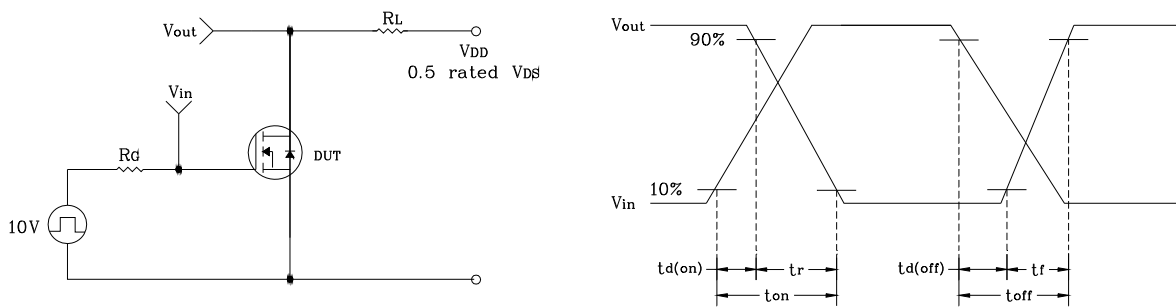 Vout
RL
VDD
0.5 rated VDS
Vin
RG
DUT
10V
Vout
90%
10%
Vin
td(on)
tr
td(off)
tf
ton
toff